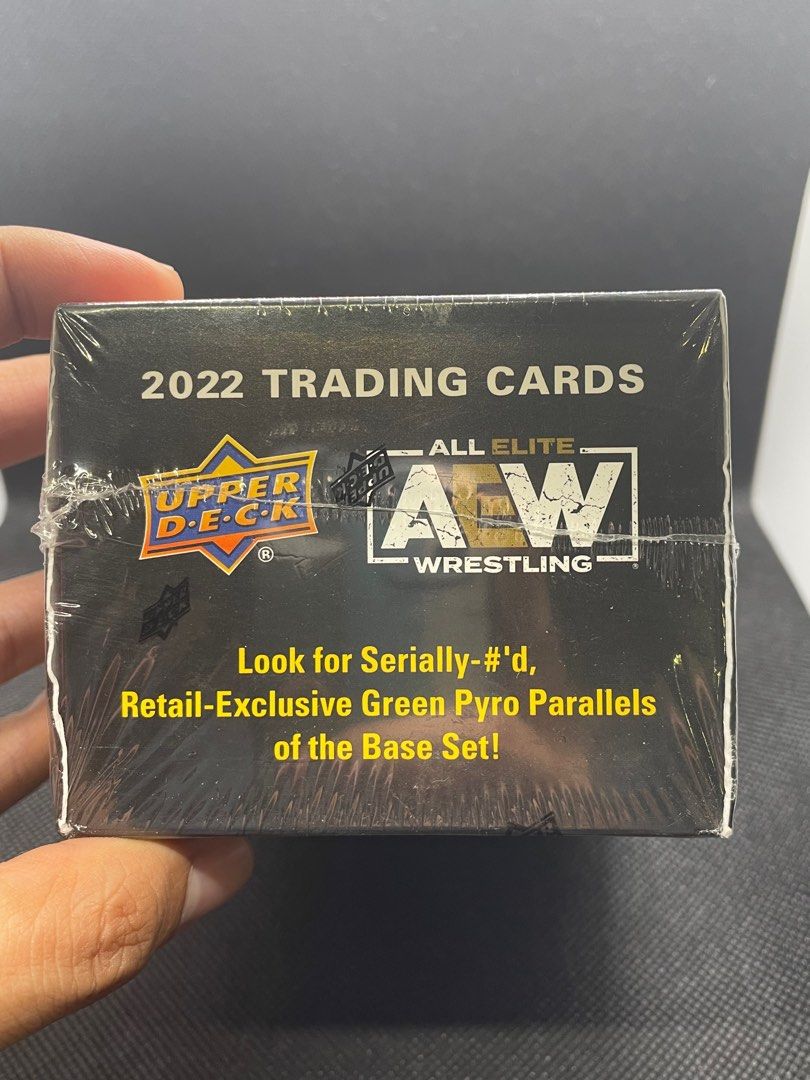 2022 TRADING CARDS
UPPER
D·E·C·K
®
ALL ELITE
AEW
WRESTLING
Look for Serially-#'d,
Retail-Exclusive Green Pyro Parallels
of the Base Set!